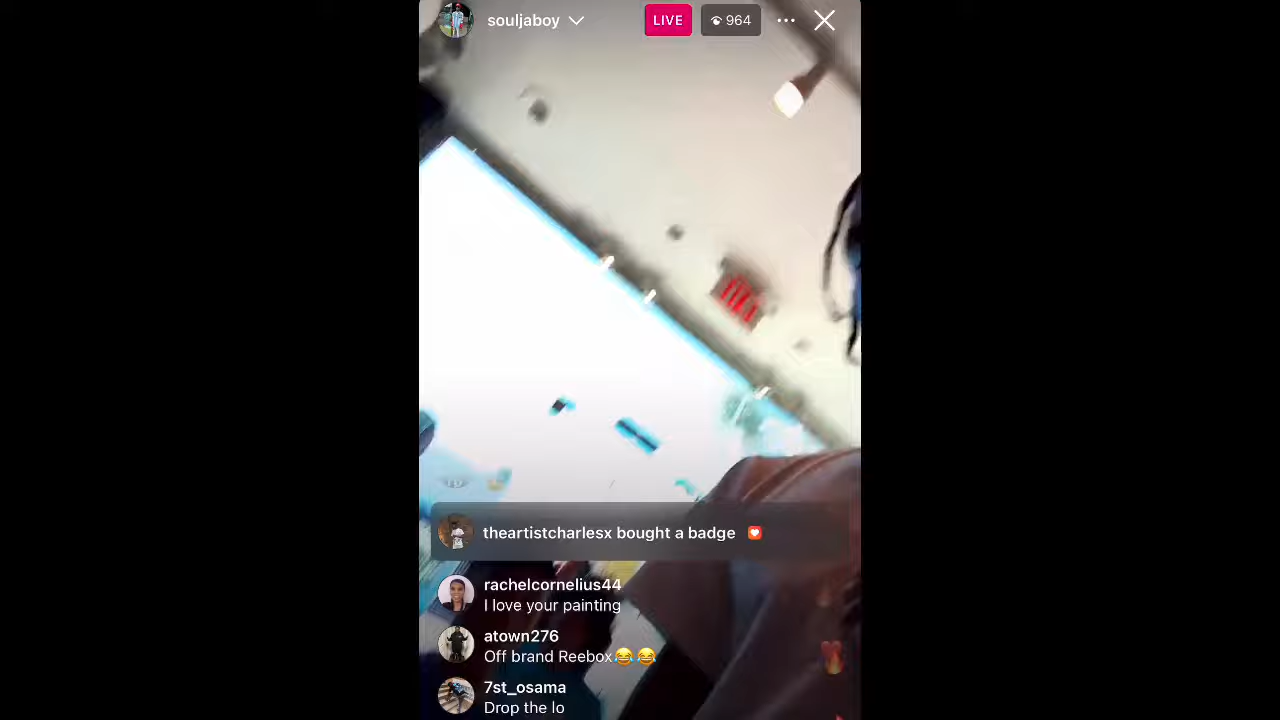 souljaboy
LIVE
964
theartistcharlesx bought a badge
rachelcornelius44
I love your painting
atown276
Off brand Reebox😂😂
7st_osama
Drop the lo